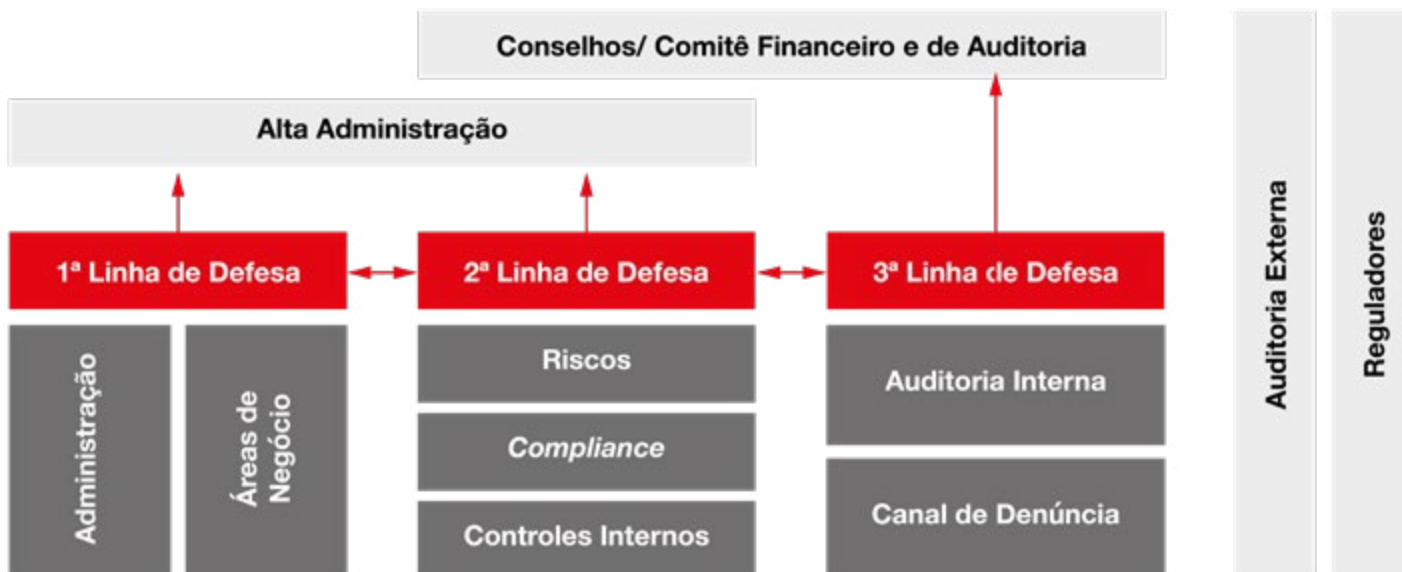 Conselhos/ Comitê Financeiro e de Auditoria
Alta Administração
1ª Linha de Defesa
2ª Linha de Defesa
3ª Linha de Defesa
Administração
Áreas de
Negócio
Riscos
Compliance
Controles Internos
Auditoria Interna
Canal de Denúncia
Auditoria Externa
Reguladores